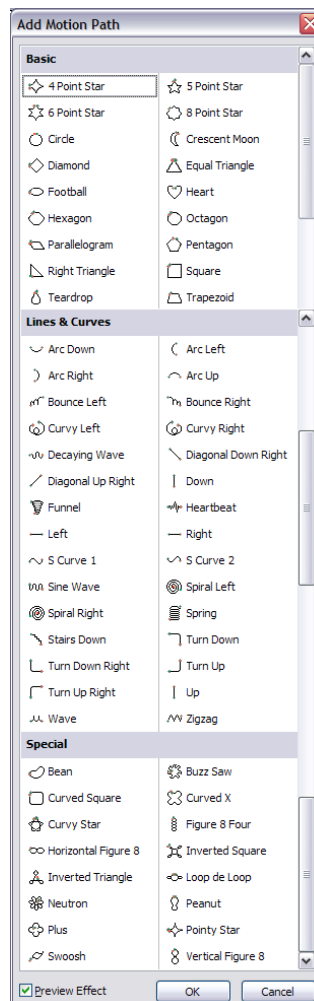 Add Motion Path
Basic
4 Point Star 5 Point Star
6 Point Star 8 Point Star
Circle Crescent Moon
Diamond Equal Triangle
Football Heart
Hexagon Octagon
Parallelogram Pentagon
Right Triangle Square
Teardrop Trapezoid
Lines & Curves
Arc Down Arc Left
Arc Right Arc Up
Bounce Left Bounce Right
Curvy Left Curvy Right
Decaying Wave Diagonal Down Right
Diagonal Up Right Down
Funnel Heartbeat
Left Right
S Curve 1 S Curve 2
Sine Wave Spiral Left
Spiral Right Spring
Stairs Down Turn Down
Turn Down Right Turn Up
Turn Up Right Up
Wave Zigzag
Special
Bean Buzz Saw
Curved Square Curved X
Curvy Star Figure 8 Four
Horizontal Figure 8 Inverted Square
Inverted Triangle Loop de Loop
Neutron Peanut
Plus Pointy Star
Swoosh Vertical Figure 8
Preview Effect OK Cancel